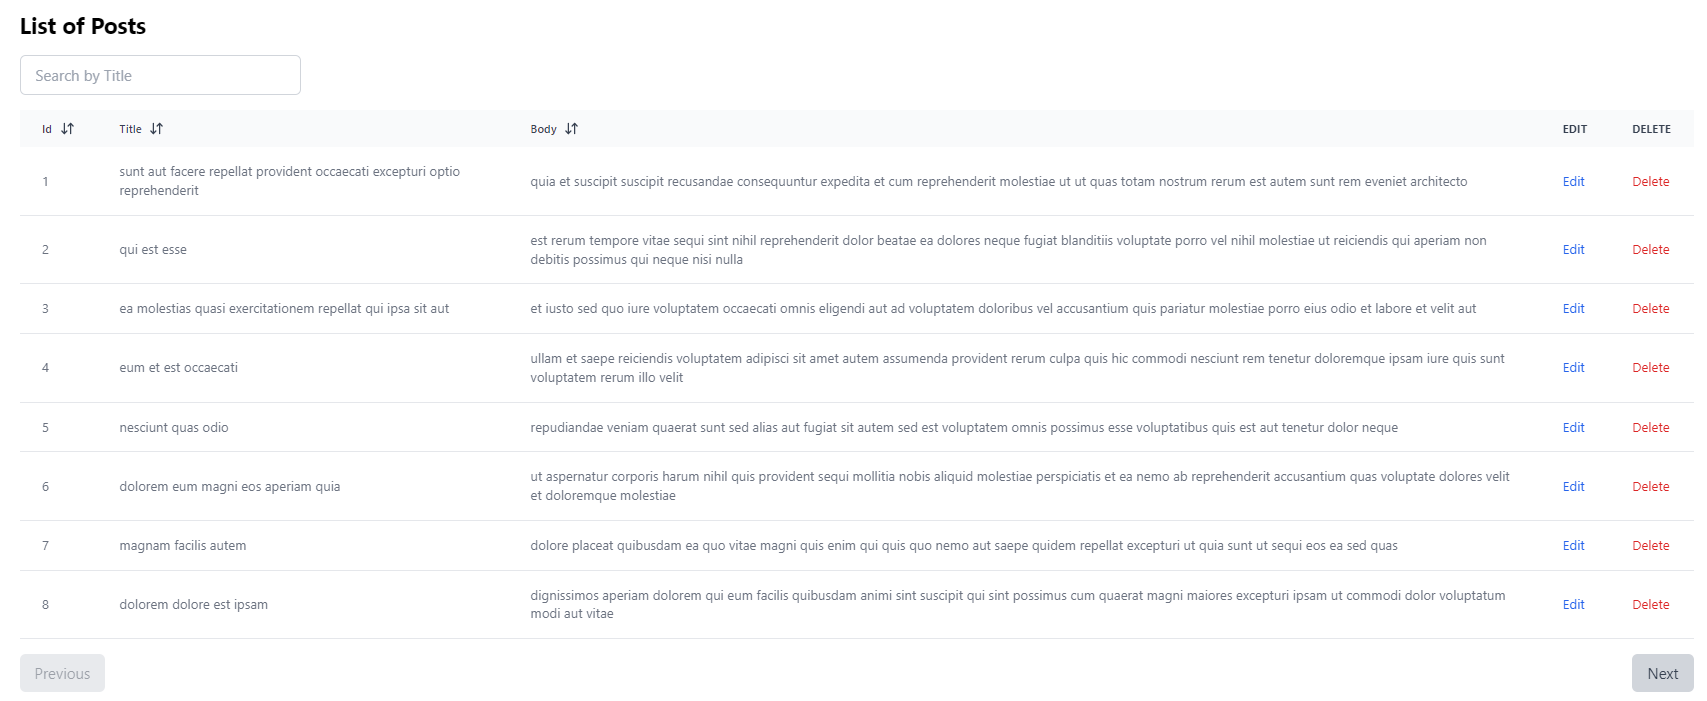 List of Posts
Search by Title
Id Title Body EDIT DELETE
sunt aut facere repellat provident occaecati excepturi optio
1 reprehenderit quia et suscipit suscipit recusandae consequuntur expedita et cum reprehenderit molestiae ut ut quas totam nostrum rerum est autem sunt rem eveniet architecto Edit Delete
est rerum tempore vitae sequi sint nihil reprehenderit dolor beatae ea dolores neque fugiat blanditiis voluptate porro vel nihil molestiae ut reiciendis qui aperiam non
2 qui est esse debitis possimus qui neque nisi nulla Edit Delete
3 ea molestias quasi exercitationem repellat qui ipsa sit aut et iusto sed quo iure voluptatem occaecati omnis eligendi aut ad voluptatem doloribus vel accusantium quis pariatur molestiae porro eius odio et labore et velit aut Edit Delete
ullam et saepe reiciendis voluptatem adipisci sit amet autem assumenda provident rerum culpa quis hic commodi nesciunt rem tenetur doloremque ipsam iure quis sunt
4 eum et est occaecati voluptatem rerum illo velit Edit Delete
5 nesciunt quas odio repudiandae veniam quaerat sunt sed alias aut fugiat sit autem sed est voluptatem omnis possimus esse voluptatibus quis est aut tenetur dolor neque Edit Delete
ut aspernatur corporis harum nihil quis provident sequi mollitia nobis aliquid molestiae perspiciatis et ea nemo ab reprehenderit accusantium quas voluptate dolores velit
6 dolorem eum magni eos aperiam quia et doloremque molestiae Edit Delete
7 magnam facilis autem dolore placeat quibusdam ea quo vitae magni quis enim qui quis quo nemo aut saepe quidem repellat excepturi ut quia sunt ut sequi eos ea sed quas Edit Delete
dignissimos aperiam dolorem qui eum facilis quibusdam animi sint suscipit qui sint possimus cum quaerat magni maiores excepturi ipsam ut commodi dolor voluptatum
8 dolorem dolore est ipsam modi aut vitae Edit Delete
Previous Next